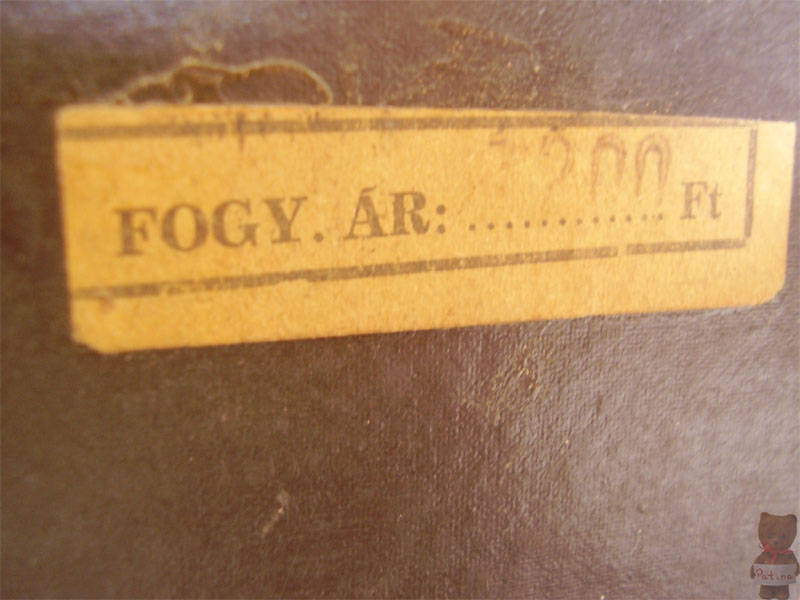 FOGY. ÁR: ............ Ft
Patina